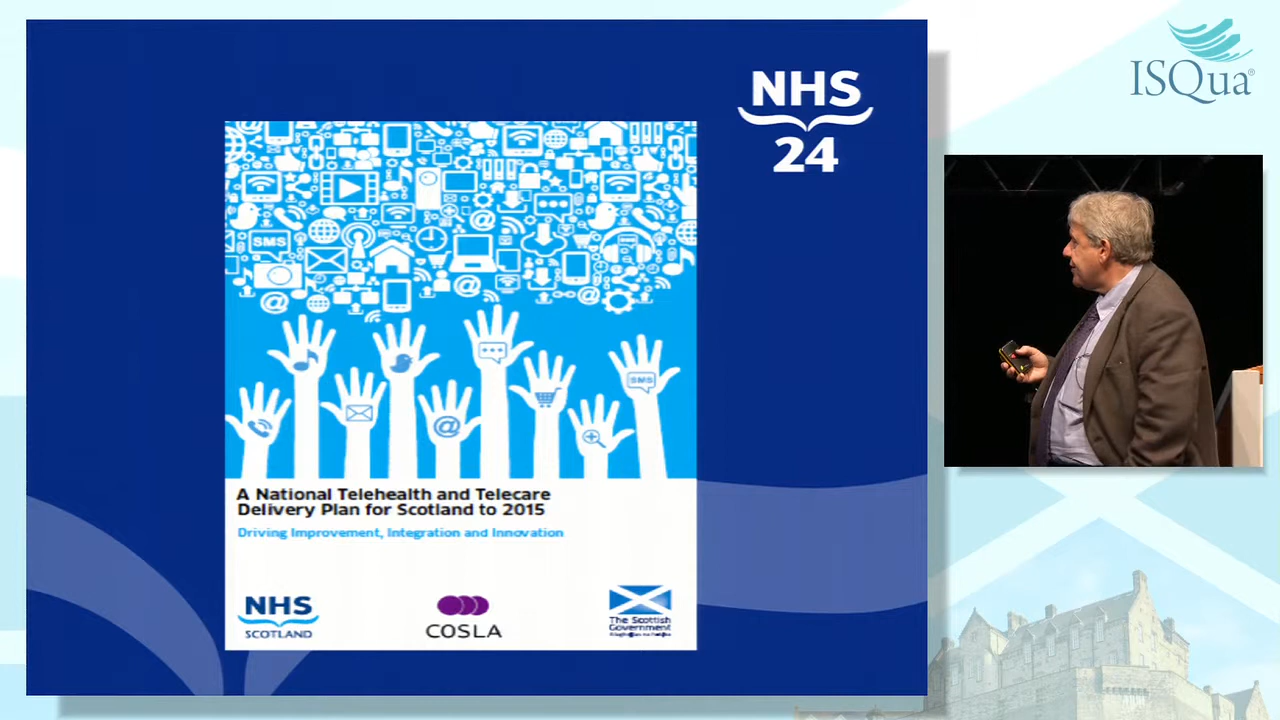 NHS
24
ISQua®
SMS
SMS
A National Telehealth and Telecare
Delivery Plan for Scotland to 2015
Driving Improvement, Integration and Innovation
NHS
SCOTLAND
COSLA
The Scottish
Government